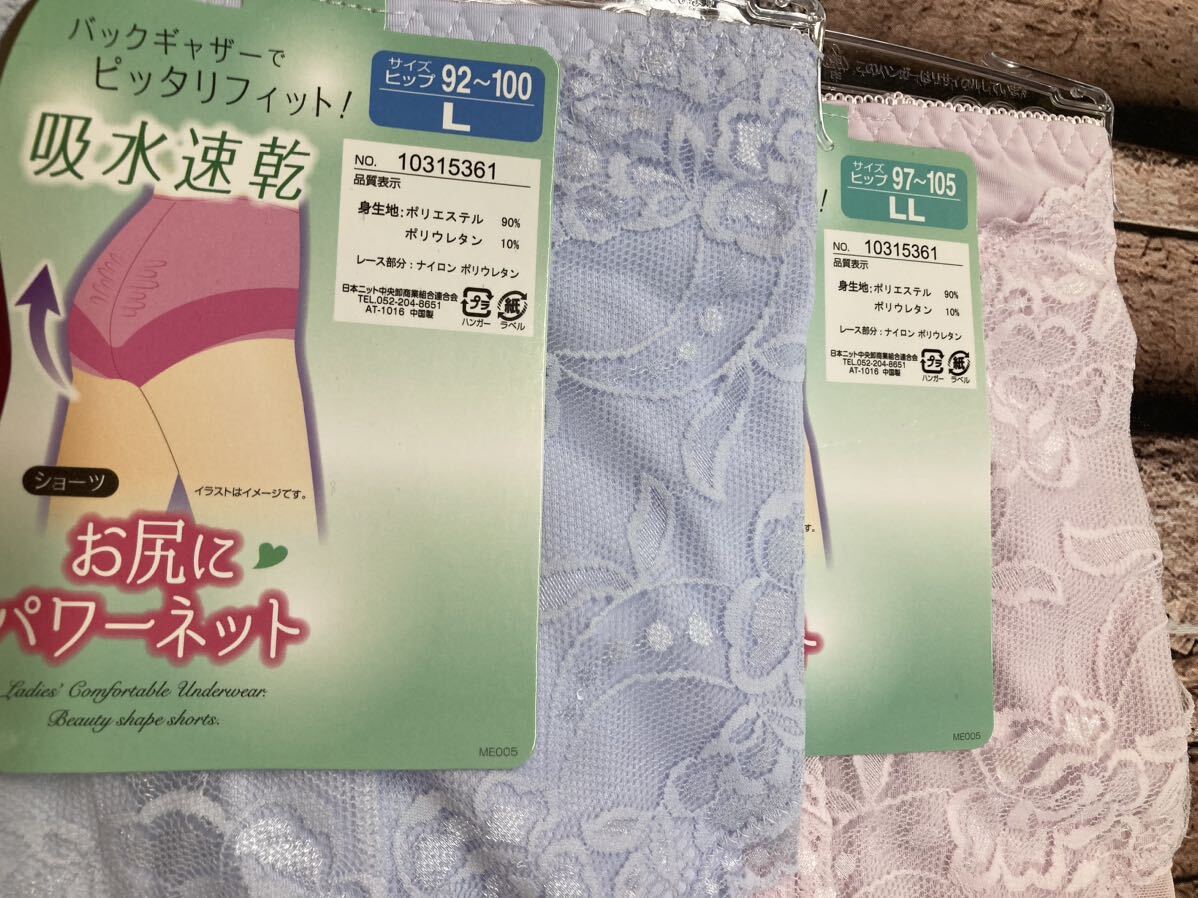 バックギャザーで
ピッタリフィット!
吸水速乾
サイズ
ヒップ 92~100
L
NO. 10315361
品質表示
身生地:ポリエステル 90%
ポリウレタン 10%
レース部分:ナイロン ポリウレタン
日本ニット中央卸商業組合連合会
TEL.052-204-8651
AT-1016 中国製
プラ
ハンガー
紙
ラベル
ショーツ
イラストはイメージです。
お尻に
パワーネット
Ladies' Comfortable Underwear.
Beauty shape shorts.
ME005
!
サイズ
ヒップ 97~105
LL
NO. 10315361
品質表示
身生地:ポリエステル 90%
ポリウレタン 10%
レース部分:ナイロン ポリウレタン
日本ニット中央卸商業組合連合会
TEL.052-204-8651
AT-1016 中国製
プラ
ハンガー
紙
ラベル
す。
ME005